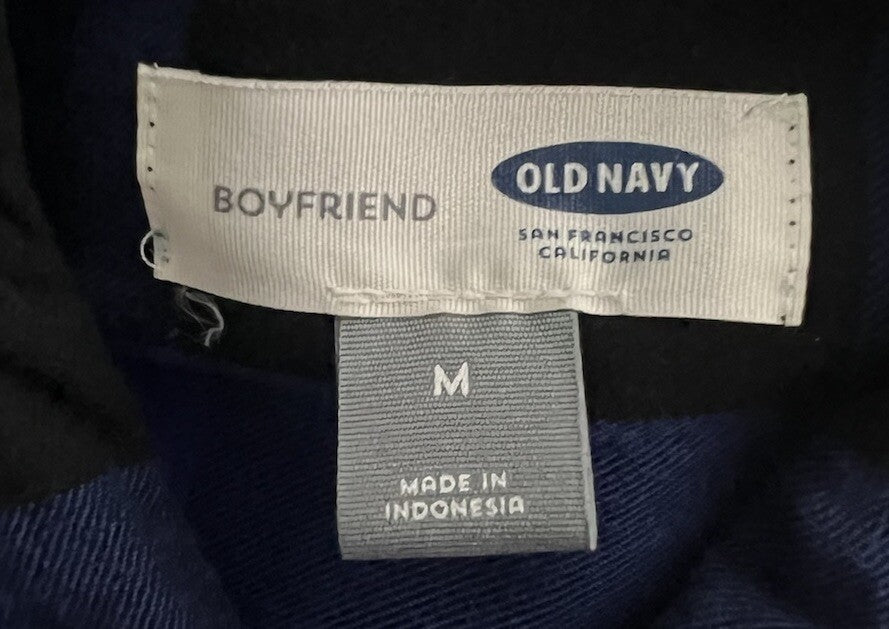 BOYFRIEND
OLD NAVY
SAN FRANCISCO
CALIFORNIA
M
MADE IN
INDONESIA